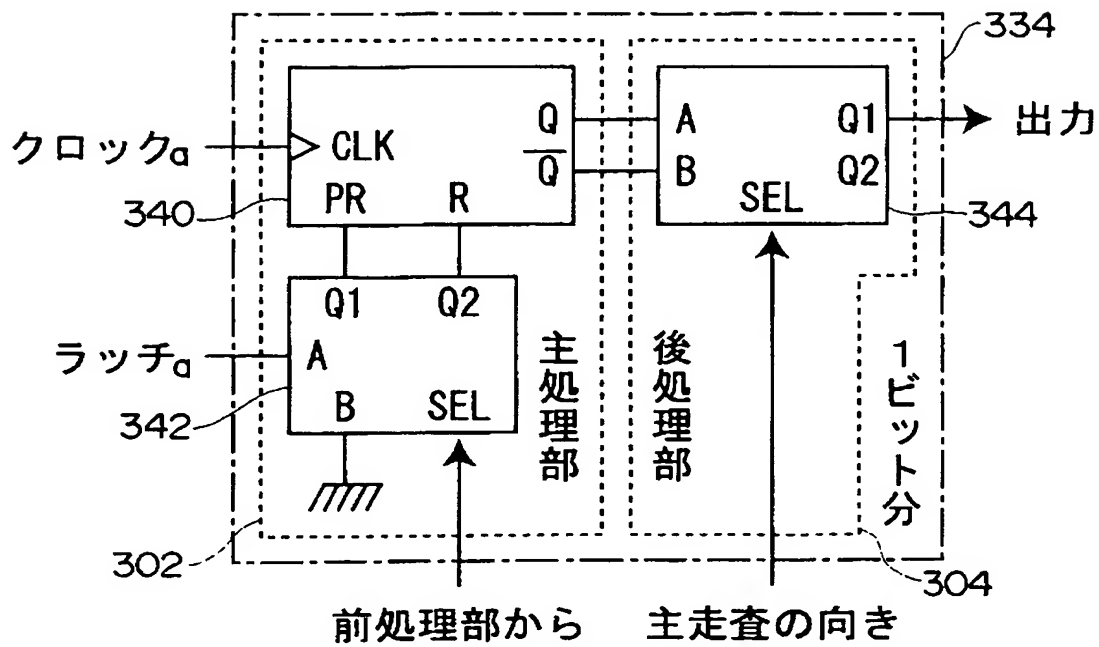 334
クロックa
CLK
PR
R
Q
Q̅
340
A
B
SEL
Q1
Q2
出力
344
ラッチa
Q1
Q2
A
B
SEL
342
主処理部
後処理部
1ビット分
302
304
前処理部から
主走査の向き